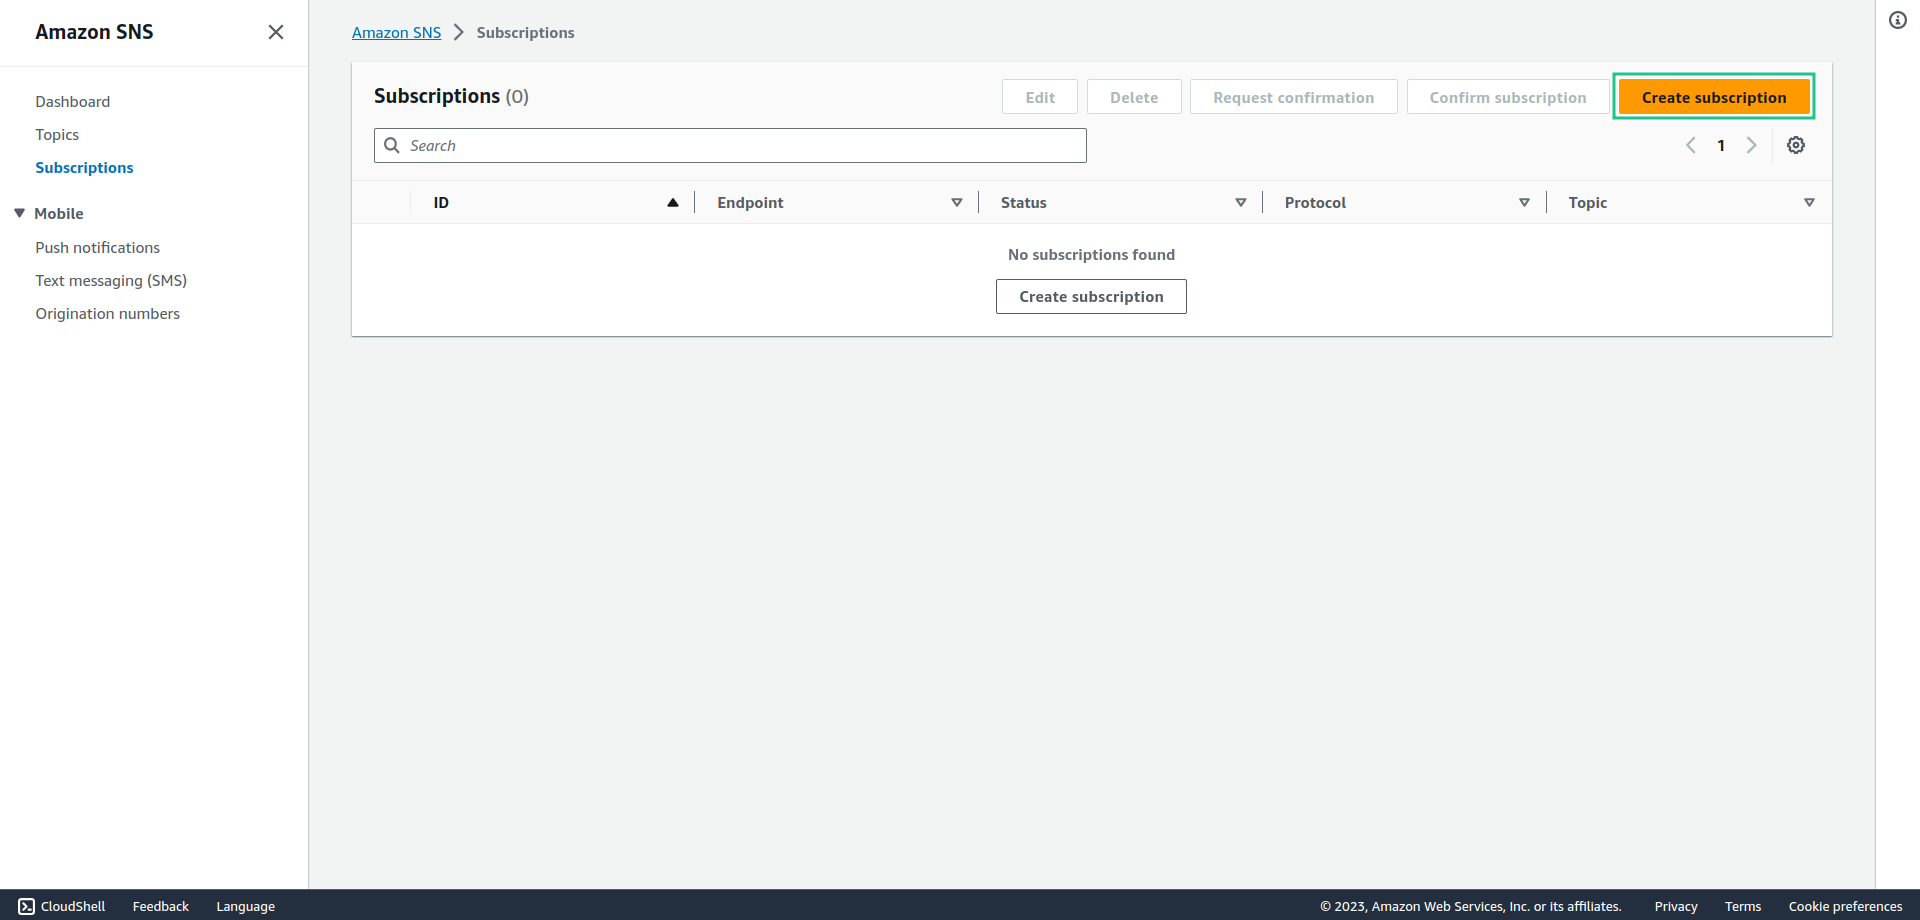 Amazon SNS
Dashboard
Topics
Subscriptions
Mobile
Push notifications
Text messaging (SMS)
Origination numbers
Amazon SNS Subscriptions
Subscriptions (0)
Edit Delete Request confirmation Confirm subscription Create subscription
Search
1
ID Endpoint Status Protocol Topic
No subscriptions found
Create subscription
CloudShell Feedback Language © 2023, Amazon Web Services, Inc. or its affiliates. Privacy Terms Cookie preferences